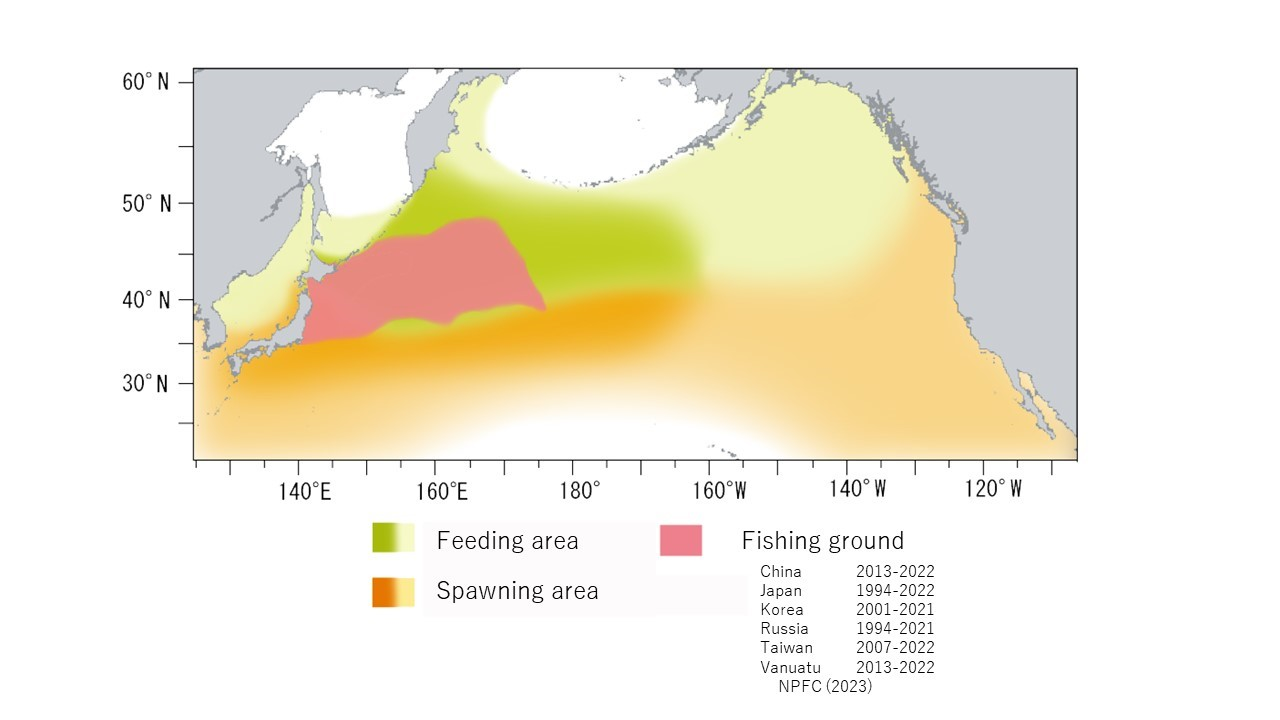 60°N
50°N
40°N
30°N
140°E 160°E 180° 160°W 140°W 120°W
Feeding area
Spawning area
Fishing ground
China 2013-2022
Japan 1994-2022
Korea 2001-2021
Russia 1994-2021
Taiwan 2007-2022
Vanuatu 2013-2022
NPFC (2023)